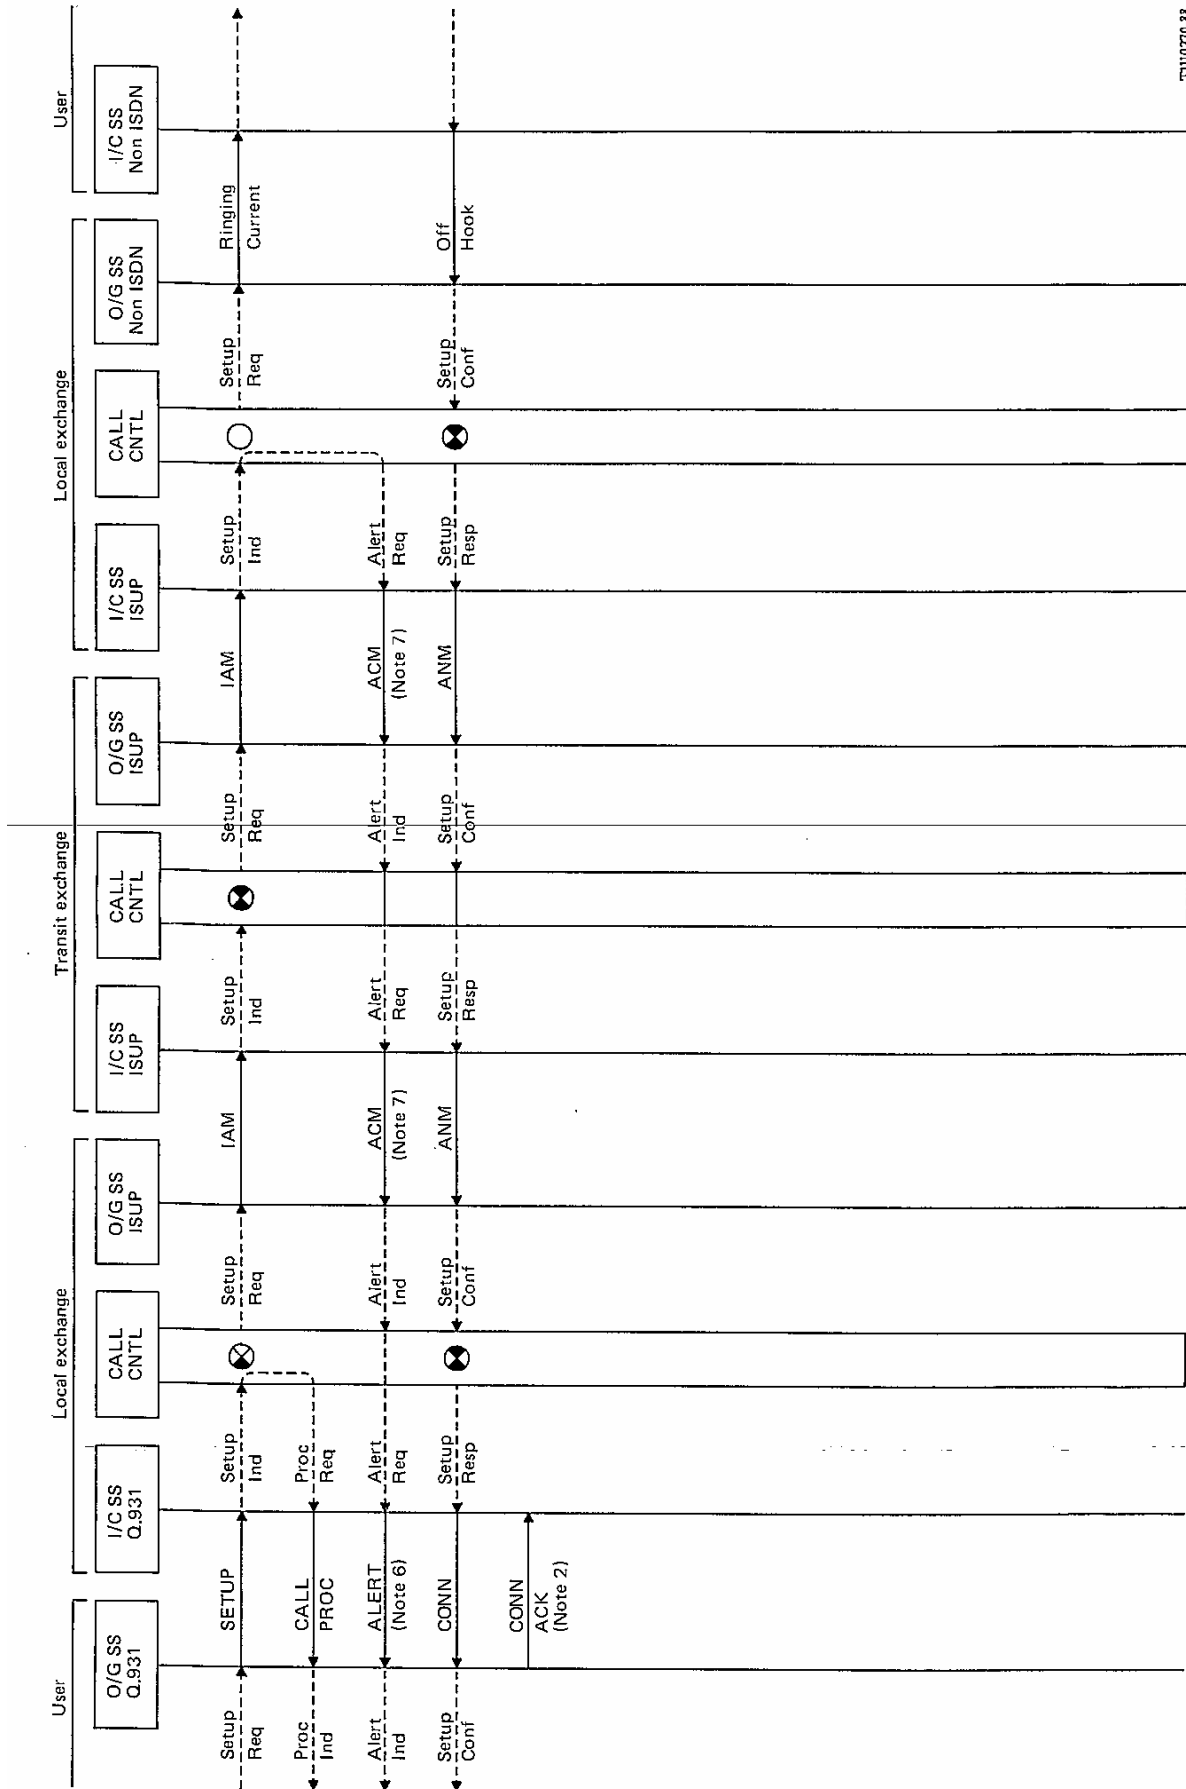 User
Local exchange
Transit exchange
Local exchange
User
O/G SS
Q.931
I/C SS
Q.931
CALL
CNTL
O/G SS
ISUP
I/C SS
ISUP
CALL
CNTL
O/G SS
ISUP
I/C SS
ISUP
CALL
CNTL
O/G SS
Non ISDN
I/C SS
Non ISDN
Setup
Req
SETUP
Setup
Ind
Setup
Req
IAM
Setup
Ind
Setup
Req
IAM
Setup
Ind
Setup
Req
Ringing
Current
Proc
Ind
CALL
PROC
Proc
Req
Alert
Ind
ALERT
(Note 6)
Alert
Req
Alert
Ind
ACM
(Note 7)
Alert
Req
Alert
Ind
ACM
(Note 7)
Alert
Req
Setup
Conf
CONN
Setup
Resp
Setup
Conf
ANM
Setup
Resp
Setup
Conf
ANM
Setup
Resp
Setup
Conf
Off
Hook
CONN
ACK
(Note 2)